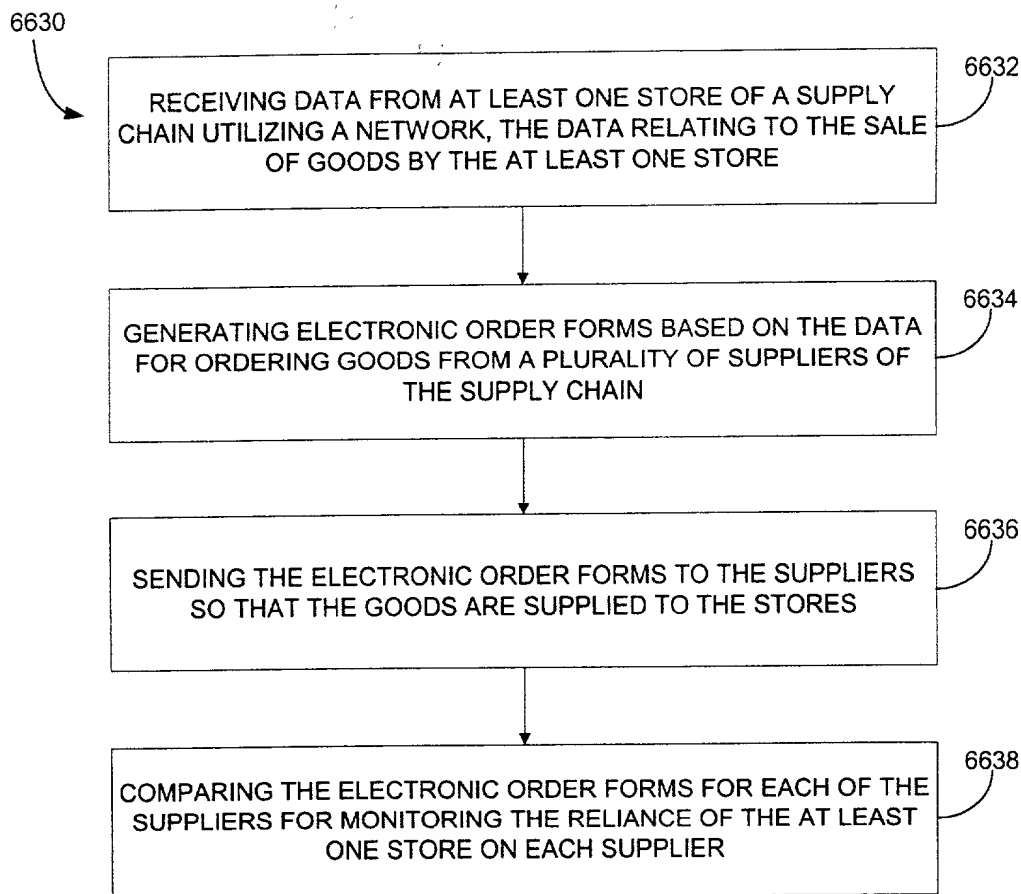 6630
6632
RECEIVING DATA FROM AT LEAST ONE STORE OF A SUPPLY
CHAIN UTILIZING A NETWORK, THE DATA RELATING TO THE SALE
OF GOODS BY THE AT LEAST ONE STORE
6634
GENERATING ELECTRONIC ORDER FORMS BASED ON THE DATA
FOR ORDERING GOODS FROM A PLURALITY OF SUPPLIERS OF
THE SUPPLY CHAIN
6636
SENDING THE ELECTRONIC ORDER FORMS TO THE SUPPLIERS
SO THAT THE GOODS ARE SUPPLIED TO THE STORES
6638
COMPARING THE ELECTRONIC ORDER FORMS FOR EACH OF THE
SUPPLIERS FOR MONITORING THE RELIANCE OF THE AT LEAST
ONE STORE ON EACH SUPPLIER